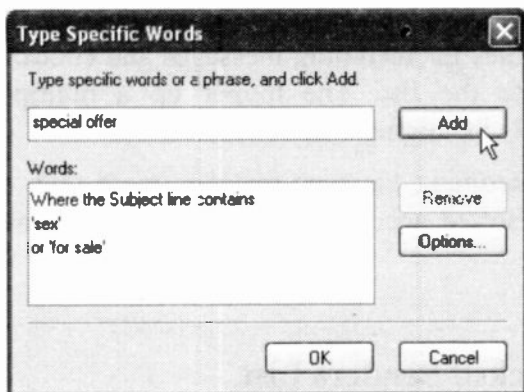 Type Specific Words
Type specific words or a phrase, and click Add.
special offer
Add
Words:
Where the Subject line contains
'sex'
or 'for sale'
Remove
Options...
OK
Cancel